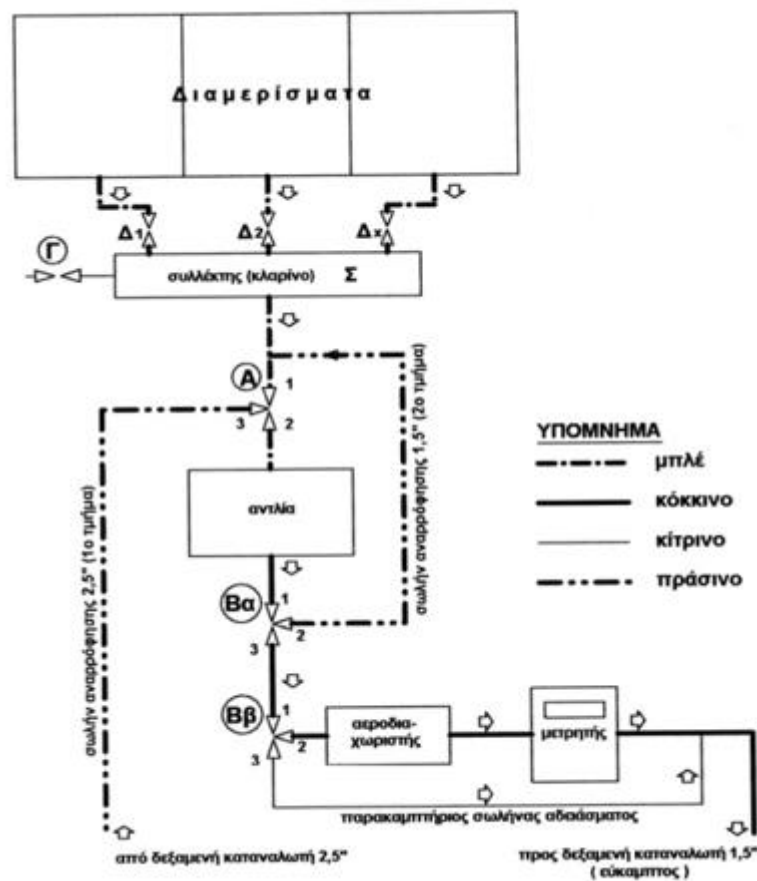 Διαμερίσματα
Δ1
Δ2
Δx
Γ
συλλέκτης (κλαρίνο) Σ
Α
1
3 2
σωλήν αναρρόφησης 1,5" (2ο τμήμα)
ΥΠΟΜΝΗΜΑ
μπλέ
κόκκινο
κίτρινο
πράσινο
αντλία
σωλήν αναρρόφησης 2,5" (1ο τμήμα)
Βα
1
2
3
Ββ
1
2
3
αεροδια-
χωριστής
μετρητής
παρακαμπτήριος σωλήνας αδειάσματος
από δεξαμενή καταναλωτή 2,5"
προς δεξαμενή καταναλωτή 1,5"
( εύκαμπτος )